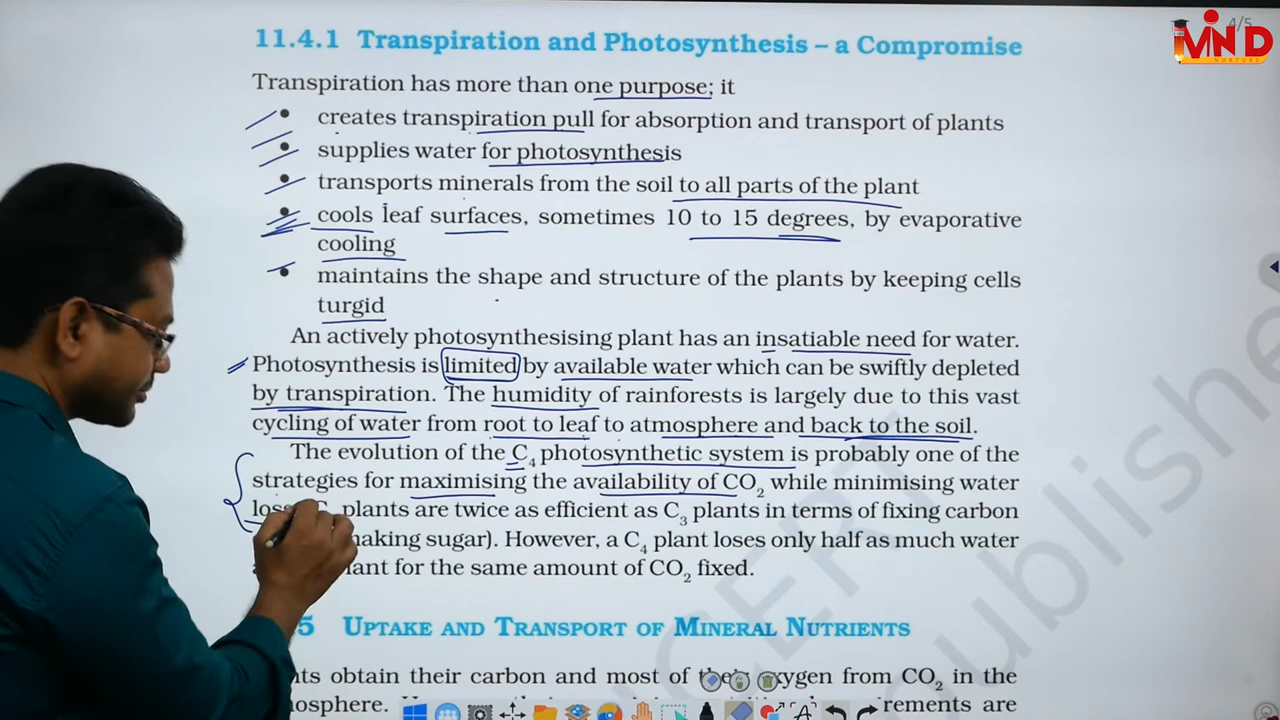 4/5
MIND
NURTURE
11.4.1 Transpiration and Photosynthesis – a Compromise
Transpiration has more than one purpose; it
• creates transpiration pull for absorption and transport of plants
• supplies water for photosynthesis
• transports minerals from the soil to all parts of the plant
• cools leaf surfaces, sometimes 10 to 15 degrees, by evaporative
cooling
• maintains the shape and structure of the plants by keeping cells
turgid
An actively photosynthesising plant has an insatiable need for water.
Photosynthesis is limited by available water which can be swiftly depleted
by transpiration. The humidity of rainforests is largely due to this vast
cycling of water from root to leaf to atmosphere and back to the soil.
The evolution of the C₄ photosynthetic system is probably one of the
strategies for maximising the availability of CO₂ while minimising water
plants are twice as efficient as C₃ plants in terms of fixing carbon
making sugar). However, a C₄ plant loses only half as much water
for the same amount of CO₂ fixed.
5 UPTAKE AND TRANSPORT OF MINERAL NUTRIENTS
obtain their carbon and most of their oxygen from CO₂ in the